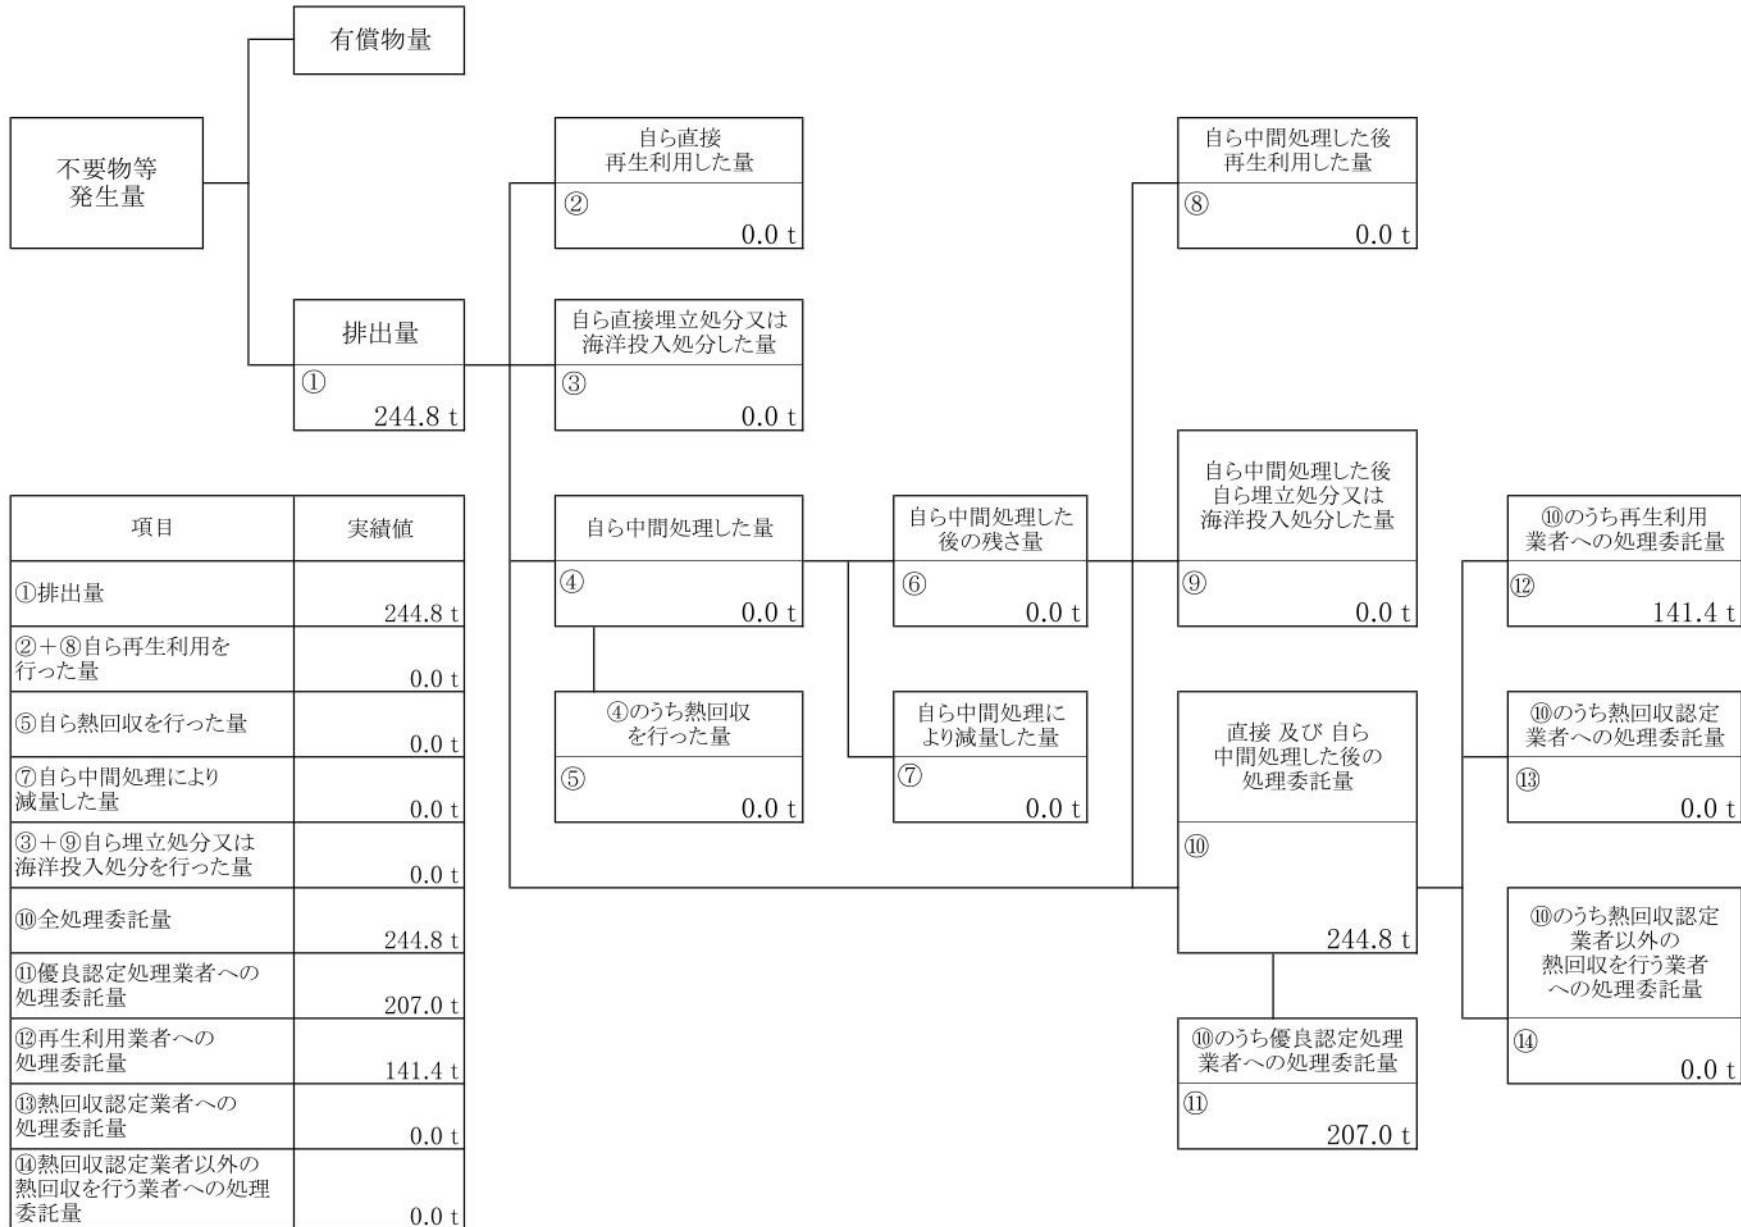 有償物量
不要物等
発生量
自ら直接
再生利用した量
②
0.0 t
自ら中間処理した後
再生利用した量
⑧
0.0 t
排出量
①
244.8 t
自ら直接埋立処分又は
海洋投入処分した量
③
0.0 t
自ら中間処理した量
④
0.0 t
自ら中間処理した
後の残さ量
⑥
0.0 t
自ら中間処理した後
自ら埋立処分又は
海洋投入処分した量
⑨
0.0 t
⑩のうち再生利用
業者への処理委託量
⑫
141.4 t
④のうち熱回収
を行った量
⑤
0.0 t
自ら中間処理に
より減量した量
⑦
0.0 t
直接 及び 自ら
中間処理した後の
処理委託量
⑩
244.8 t
⑩のうち熱回収認定
業者への処理委託量
⑬
0.0 t
⑩のうち熱回収認定
業者以外の
熱回収を行う業者
への処理委託量
⑭
0.0 t
⑩のうち優良認定処理
業者への処理委託量
⑪
207.0 t
項目 実績値
①排出量
244.8 t
②+⑧自ら再生利用を
行った量
0.0 t
⑤自ら熱回収を行った量
0.0 t
⑦自ら中間処理により
減量した量
0.0 t
③+⑨自ら埋立処分又は
海洋投入処分を行った量
0.0 t
⑩全処理委託量
244.8 t
⑪優良認定処理業者への
処理委託量
207.0 t
⑫再生利用業者への
処理委託量
141.4 t
⑬熱回収認定業者への
処理委託量
0.0 t
⑭熱回収認定業者以外の
熱回収を行う業者への処理
委託量
0.0 t